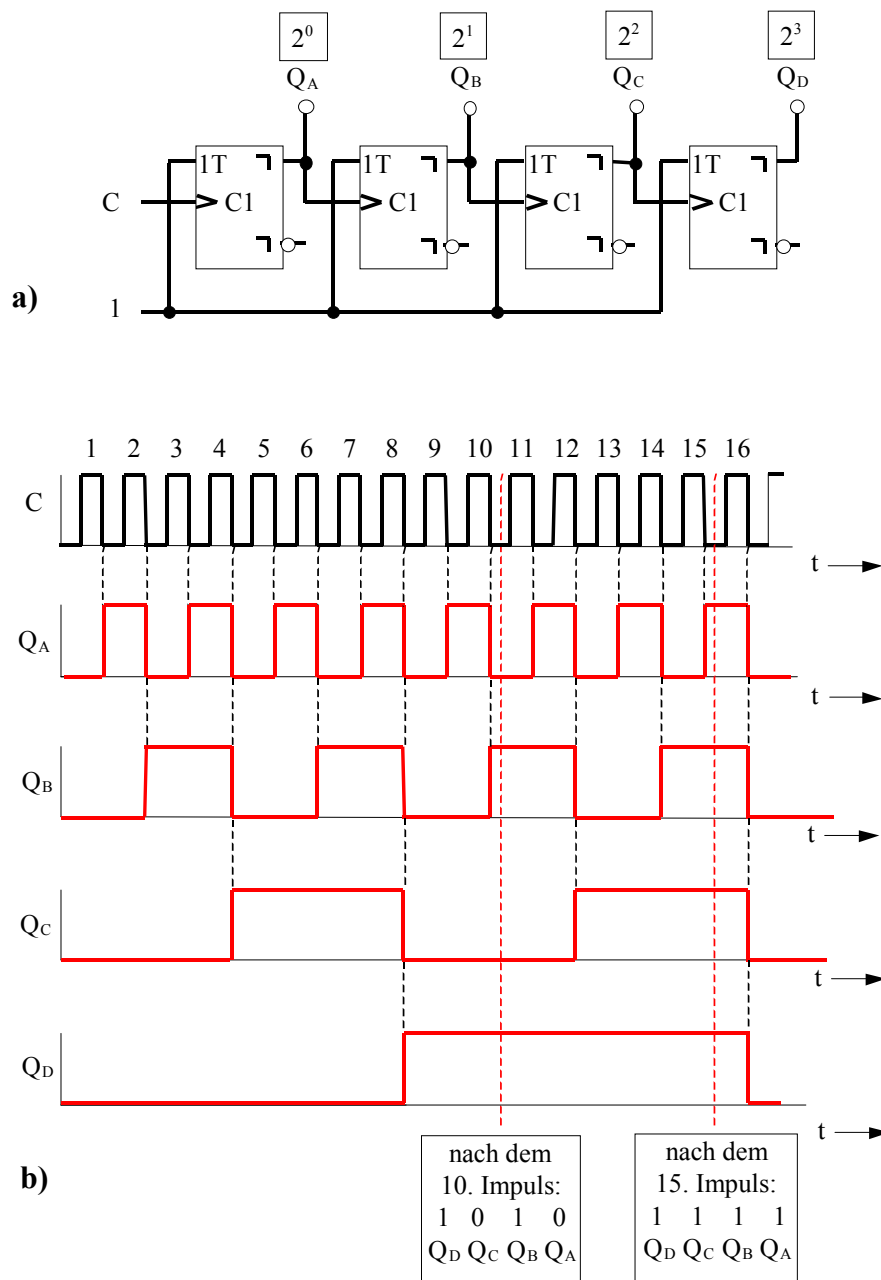 2⁰ 2¹ 2² 2³
Q_A Q_B Q_C Q_D
1T 1T 1T 1T
C C1 C1 C1 C1
a) 1
1 2 3 4 5 6 7 8 9 10 11 12 13 14 15 16
C
t
Q_A
t
Q_B
t
Q_C
t
Q_D
t
b)
nach dem
10. Impuls:
1 0 1 0
Q_D Q_C Q_B Q_A
nach dem
15. Impuls:
1 1 1 1
Q_D Q_C Q_B Q_A